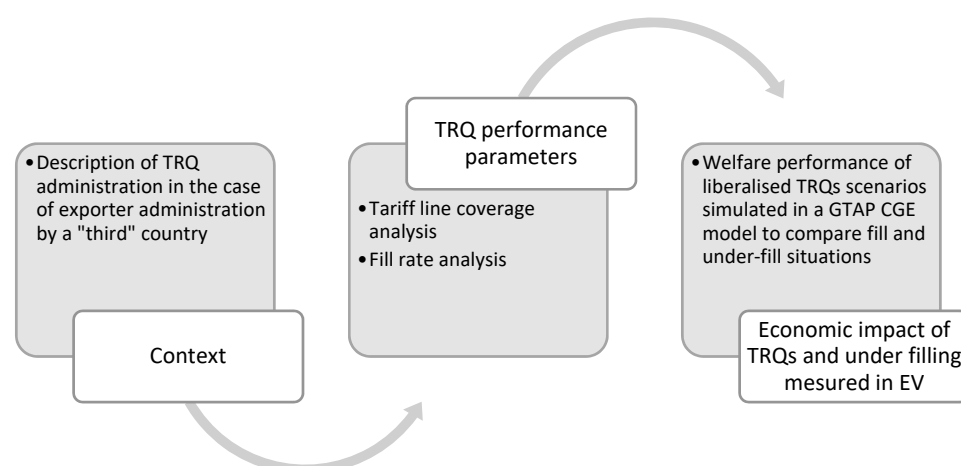 •Description of TRQ
administration in the case
of exporter administration
by a "third" country
Context
TRQ performance
parameters
•Tariff line coverage
analysis
•Fill rate analysis
•Welfare performance of
liberalised TRQs scenarios
simulated in a GTAP CGE
model to compare fill and
under-fill situations
Economic impact of
TRQs and under filling
mesured in EV